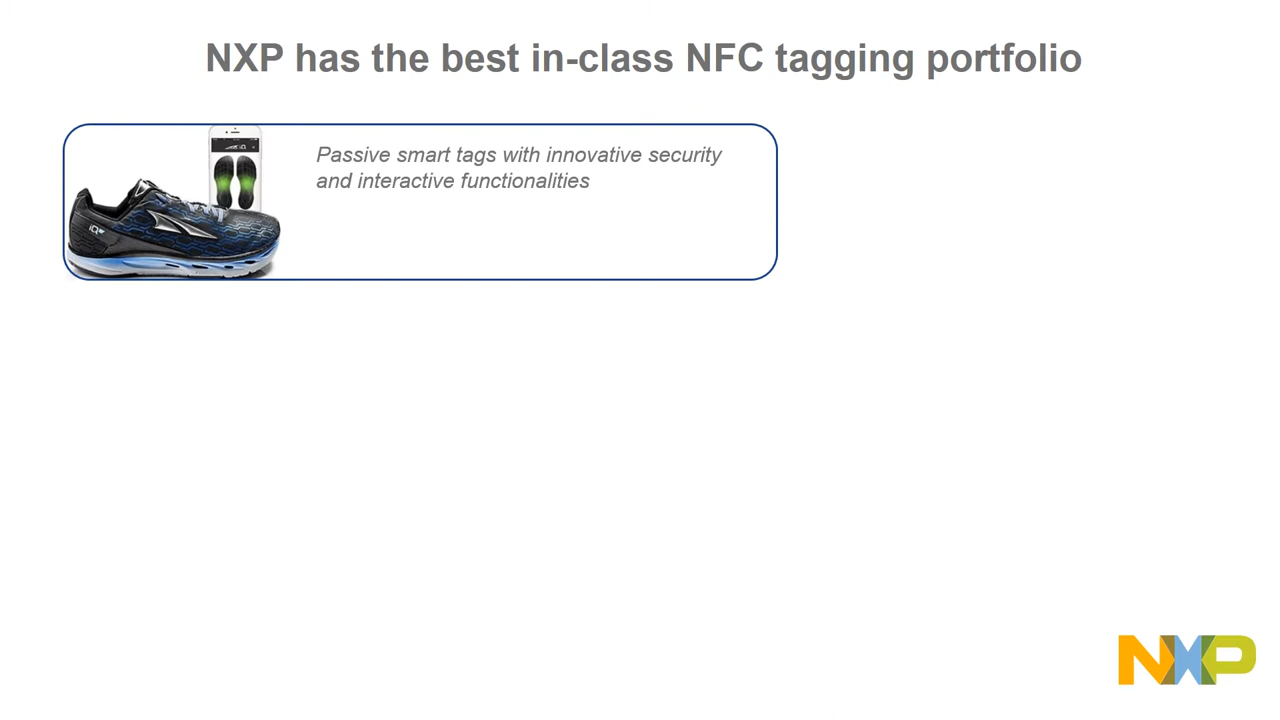 NXP has the best in-class NFC tagging portfolio
Passive smart tags with innovative security
and interactive functionalities
iQ
NXP